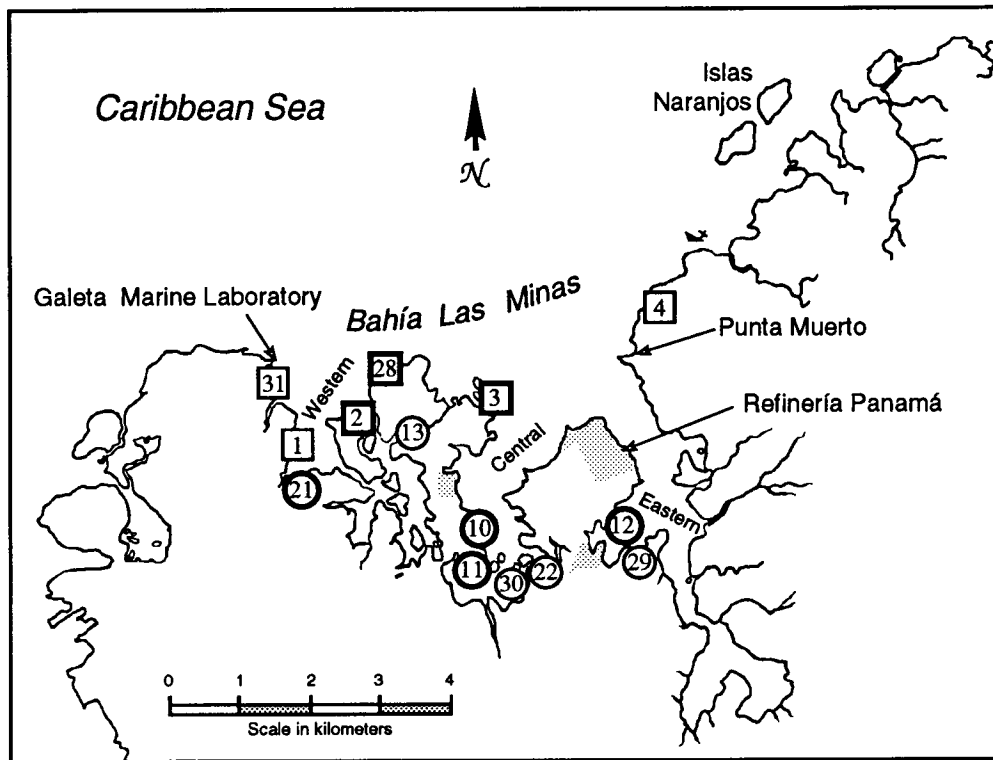 Caribbean Sea
Islas
Naranjos
N
Galeta Marine Laboratory
Bahía Las Minas
4
Punta Muerto
31
Western
28
3
2
13
Refinería Panamá
1
Central
21
10
12
Eastern
11
30
22
29
0 1 2 3 4
Scale in kilometers